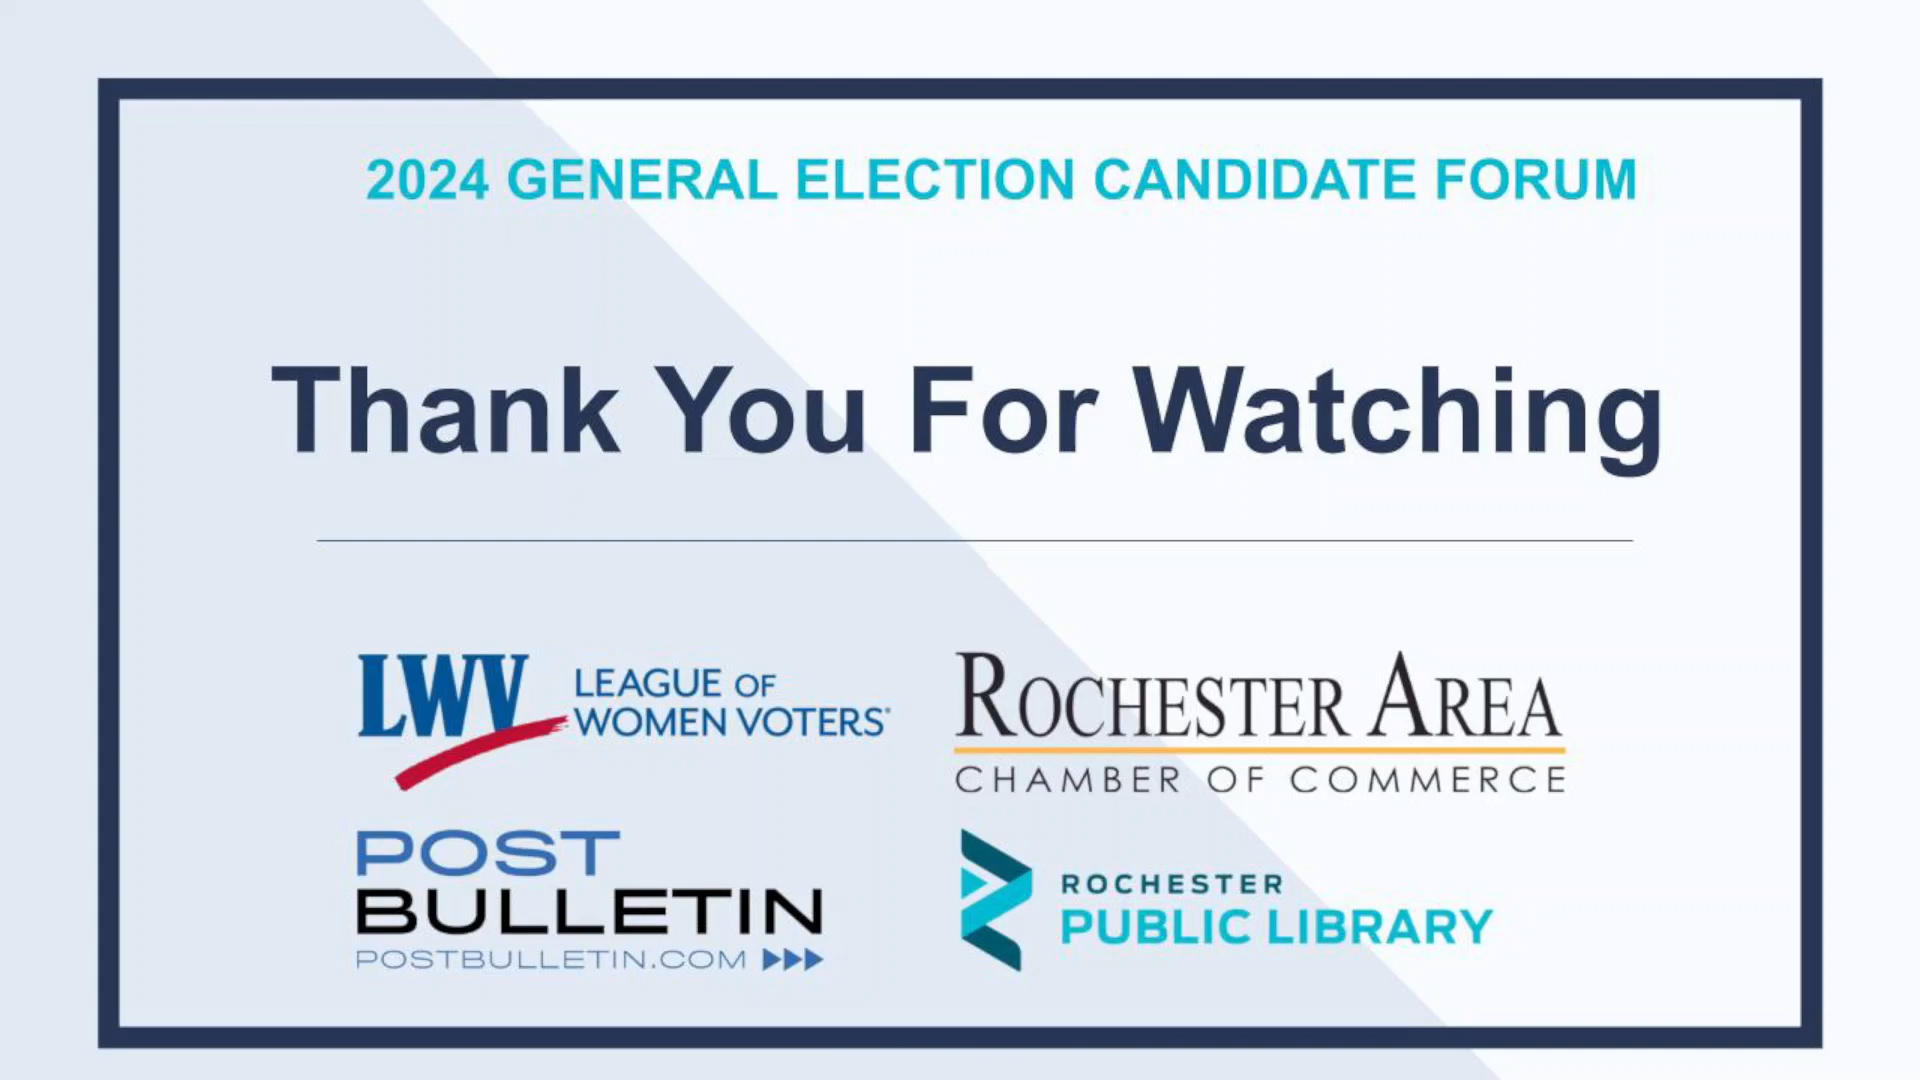 2024 GENERAL ELECTION CANDIDATE FORUM
Thank You For Watching
LWV LEAGUE OF
WOMEN VOTERS®
ROCHESTER AREA
CHAMBER OF COMMERCE
POST
BULLETIN
POSTBULLETIN.COM
ROCHESTER
PUBLIC LIBRARY